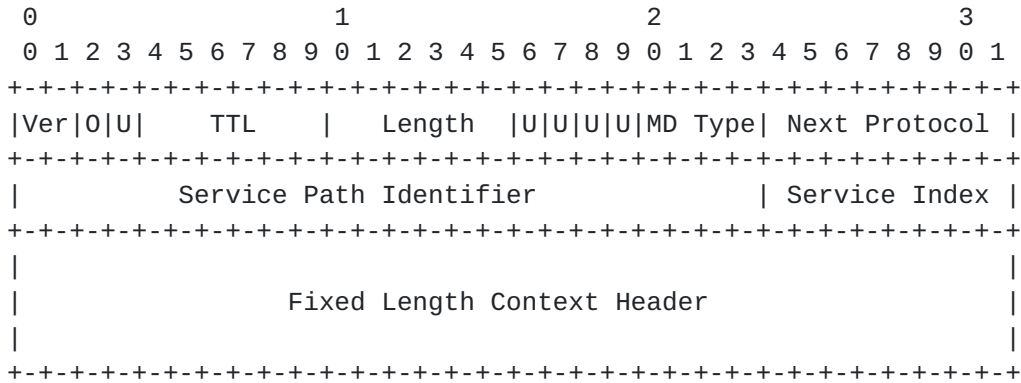 0                   1                   2                   3
 0 1 2 3 4 5 6 7 8 9 0 1 2 3 4 5 6 7 8 9 0 1 2 3 4 5 6 7 8 9 0 1
+-+-+-+-+-+-+-+-+-+-+-+-+-+-+-+-+-+-+-+-+-+-+-+-+-+-+-+-+-+-+-+-+
|Ver|O|U|    TTL    |   Length  |U|U|U|U|MD Type| Next Protocol |
+-+-+-+-+-+-+-+-+-+-+-+-+-+-+-+-+-+-+-+-+-+-+-+-+-+-+-+-+-+-+-+-+
|          Service Path Identifier              | Service Index |
+-+-+-+-+-+-+-+-+-+-+-+-+-+-+-+-+-+-+-+-+-+-+-+-+-+-+-+-+-+-+-+-+
|                                                               |
|                 Fixed Length Context Header                   |
|                                                               |
+-+-+-+-+-+-+-+-+-+-+-+-+-+-+-+-+-+-+-+-+-+-+-+-+-+-+-+-+-+-+-+-+